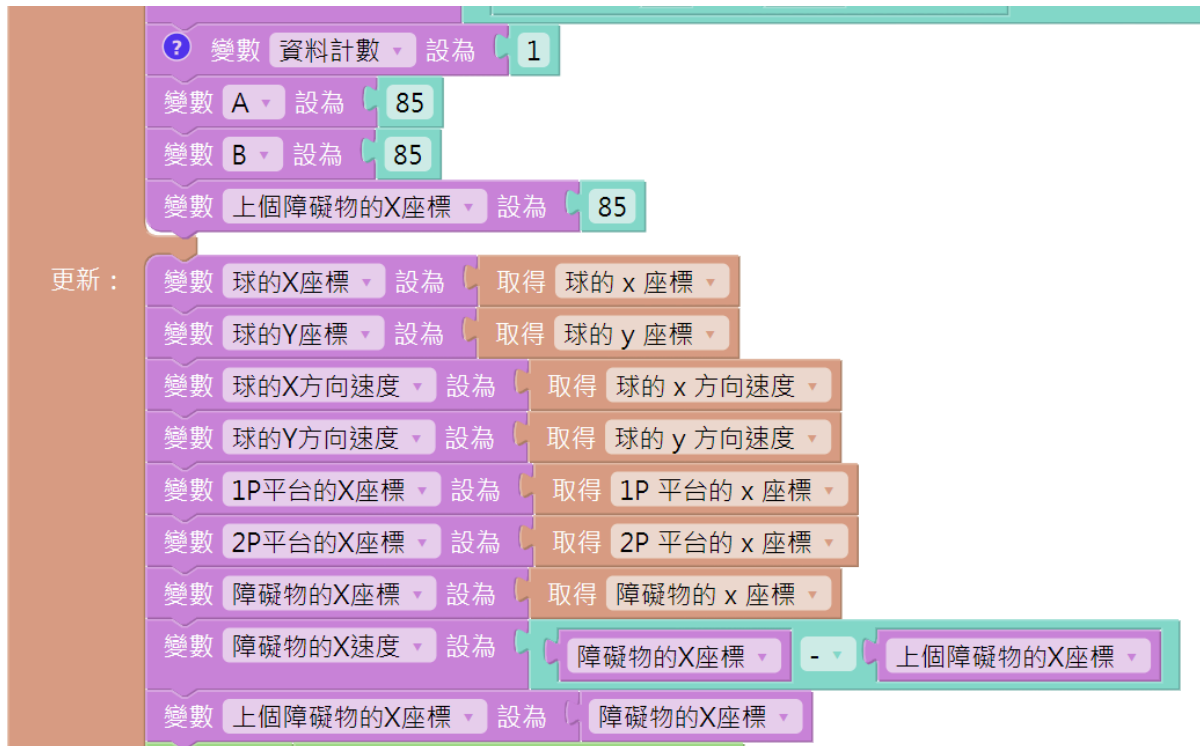 ? 變數 資料計數 設為 1
變數 A 設為 85
變數 B 設為 85
變數 上個障礙物的X座標 設為 85
更新： 變數 球的X座標 設為 取得 球的 x 座標
變數 球的Y座標 設為 取得 球的 y 座標
變數 球的X方向速度 設為 取得 球的 x 方向速度
變數 球的Y方向速度 設為 取得 球的 y 方向速度
變數 1P平台的X座標 設為 取得 1P 平台的 x 座標
變數 2P平台的X座標 設為 取得 2P 平台的 x 座標
變數 障礙物的X座標 設為 取得 障礙物的 x 座標
變數 障礙物的X速度 設為 障礙物的X座標 - 上個障礙物的X座標
變數 上個障礙物的X座標 設為 障礙物的X座標